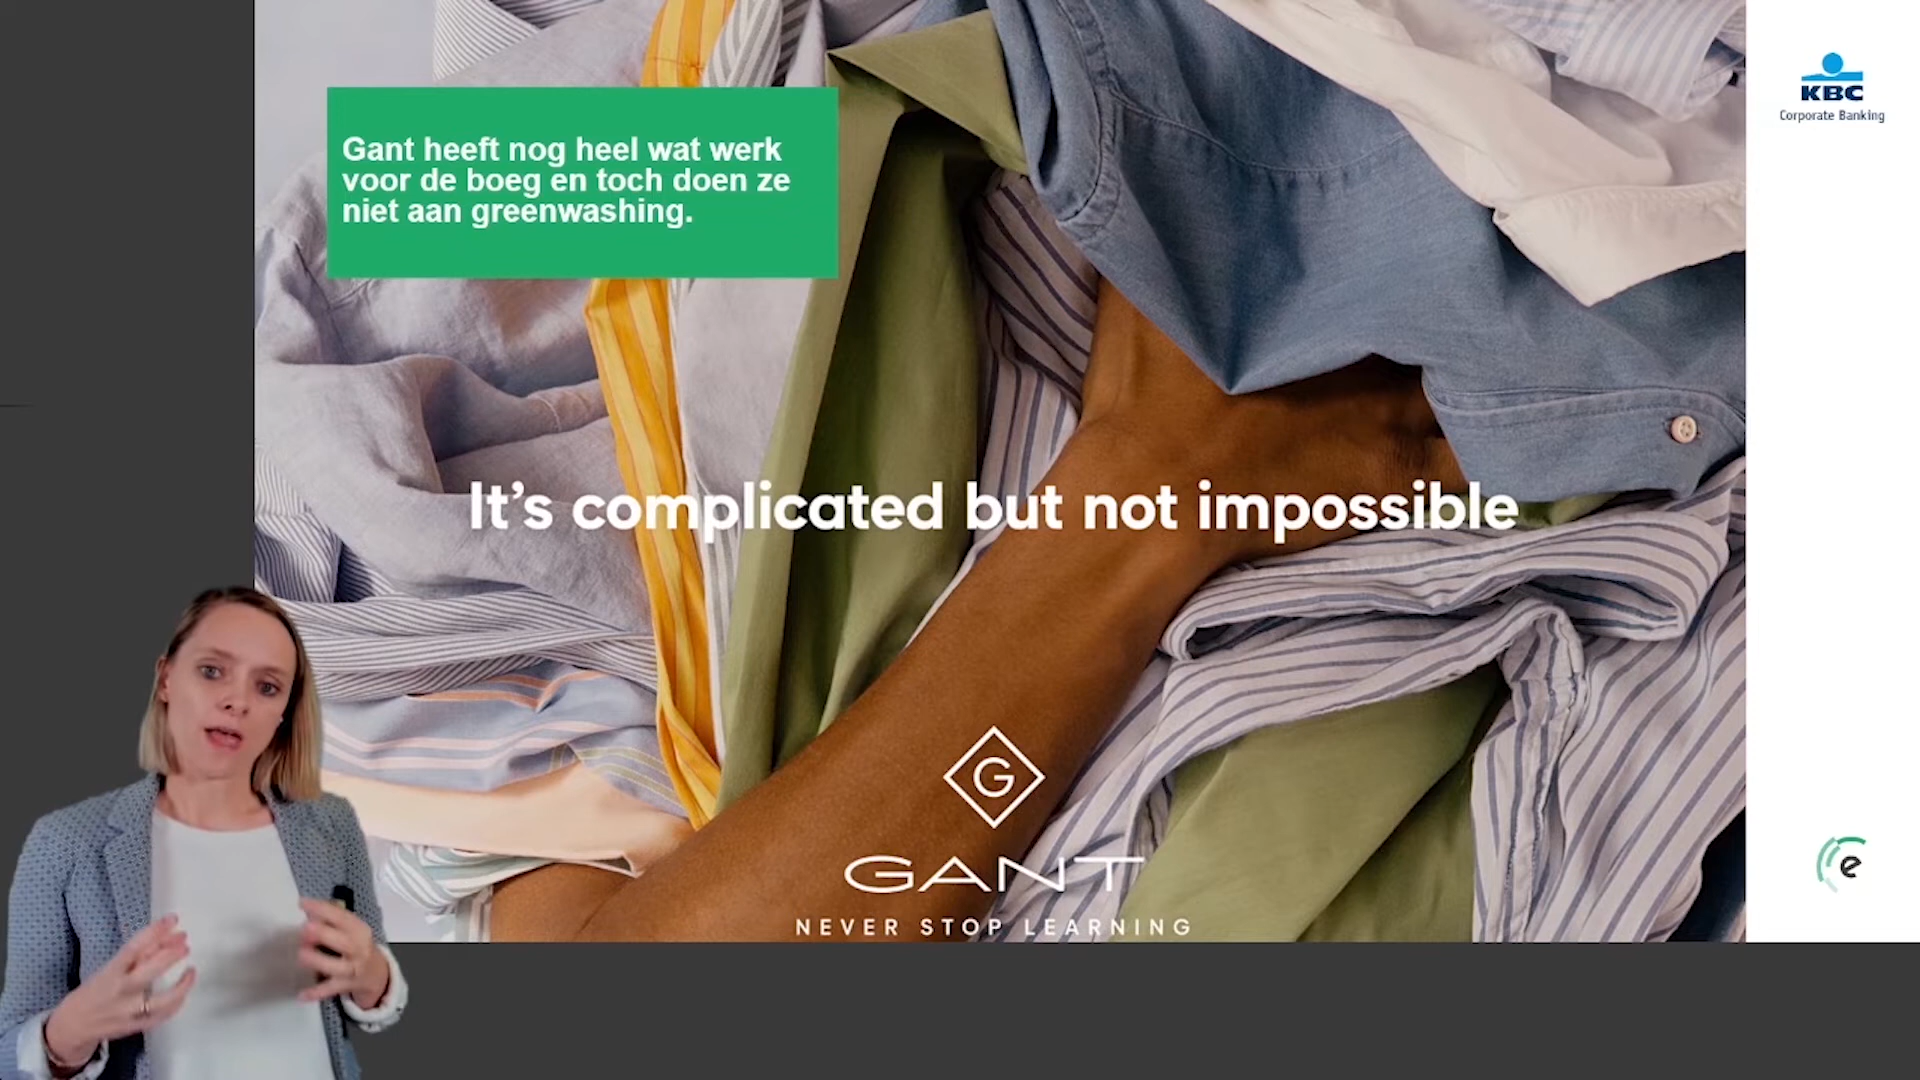 Gant heeft nog heel wat werk
voor de boeg en toch doen ze
niet aan greenwashing.
KBC
Corporate Banking
It's complicated but not impossible
G
GANT
NEVER STOP LEARNING
e